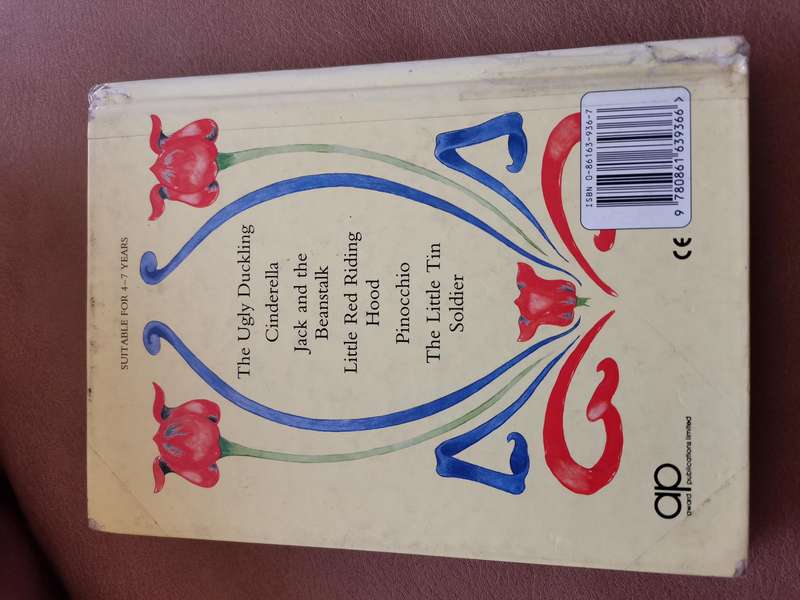 SUITABLE FOR 4–7 YEARS
The Ugly Duckling
Cinderella
Jack and the
Beanstalk
Little Red Riding
Hood
Pinocchio
The Little Tin
Soldier
ap
award publications limited
CE
ISBN 0-86163-936-7
9 780861 639366 >